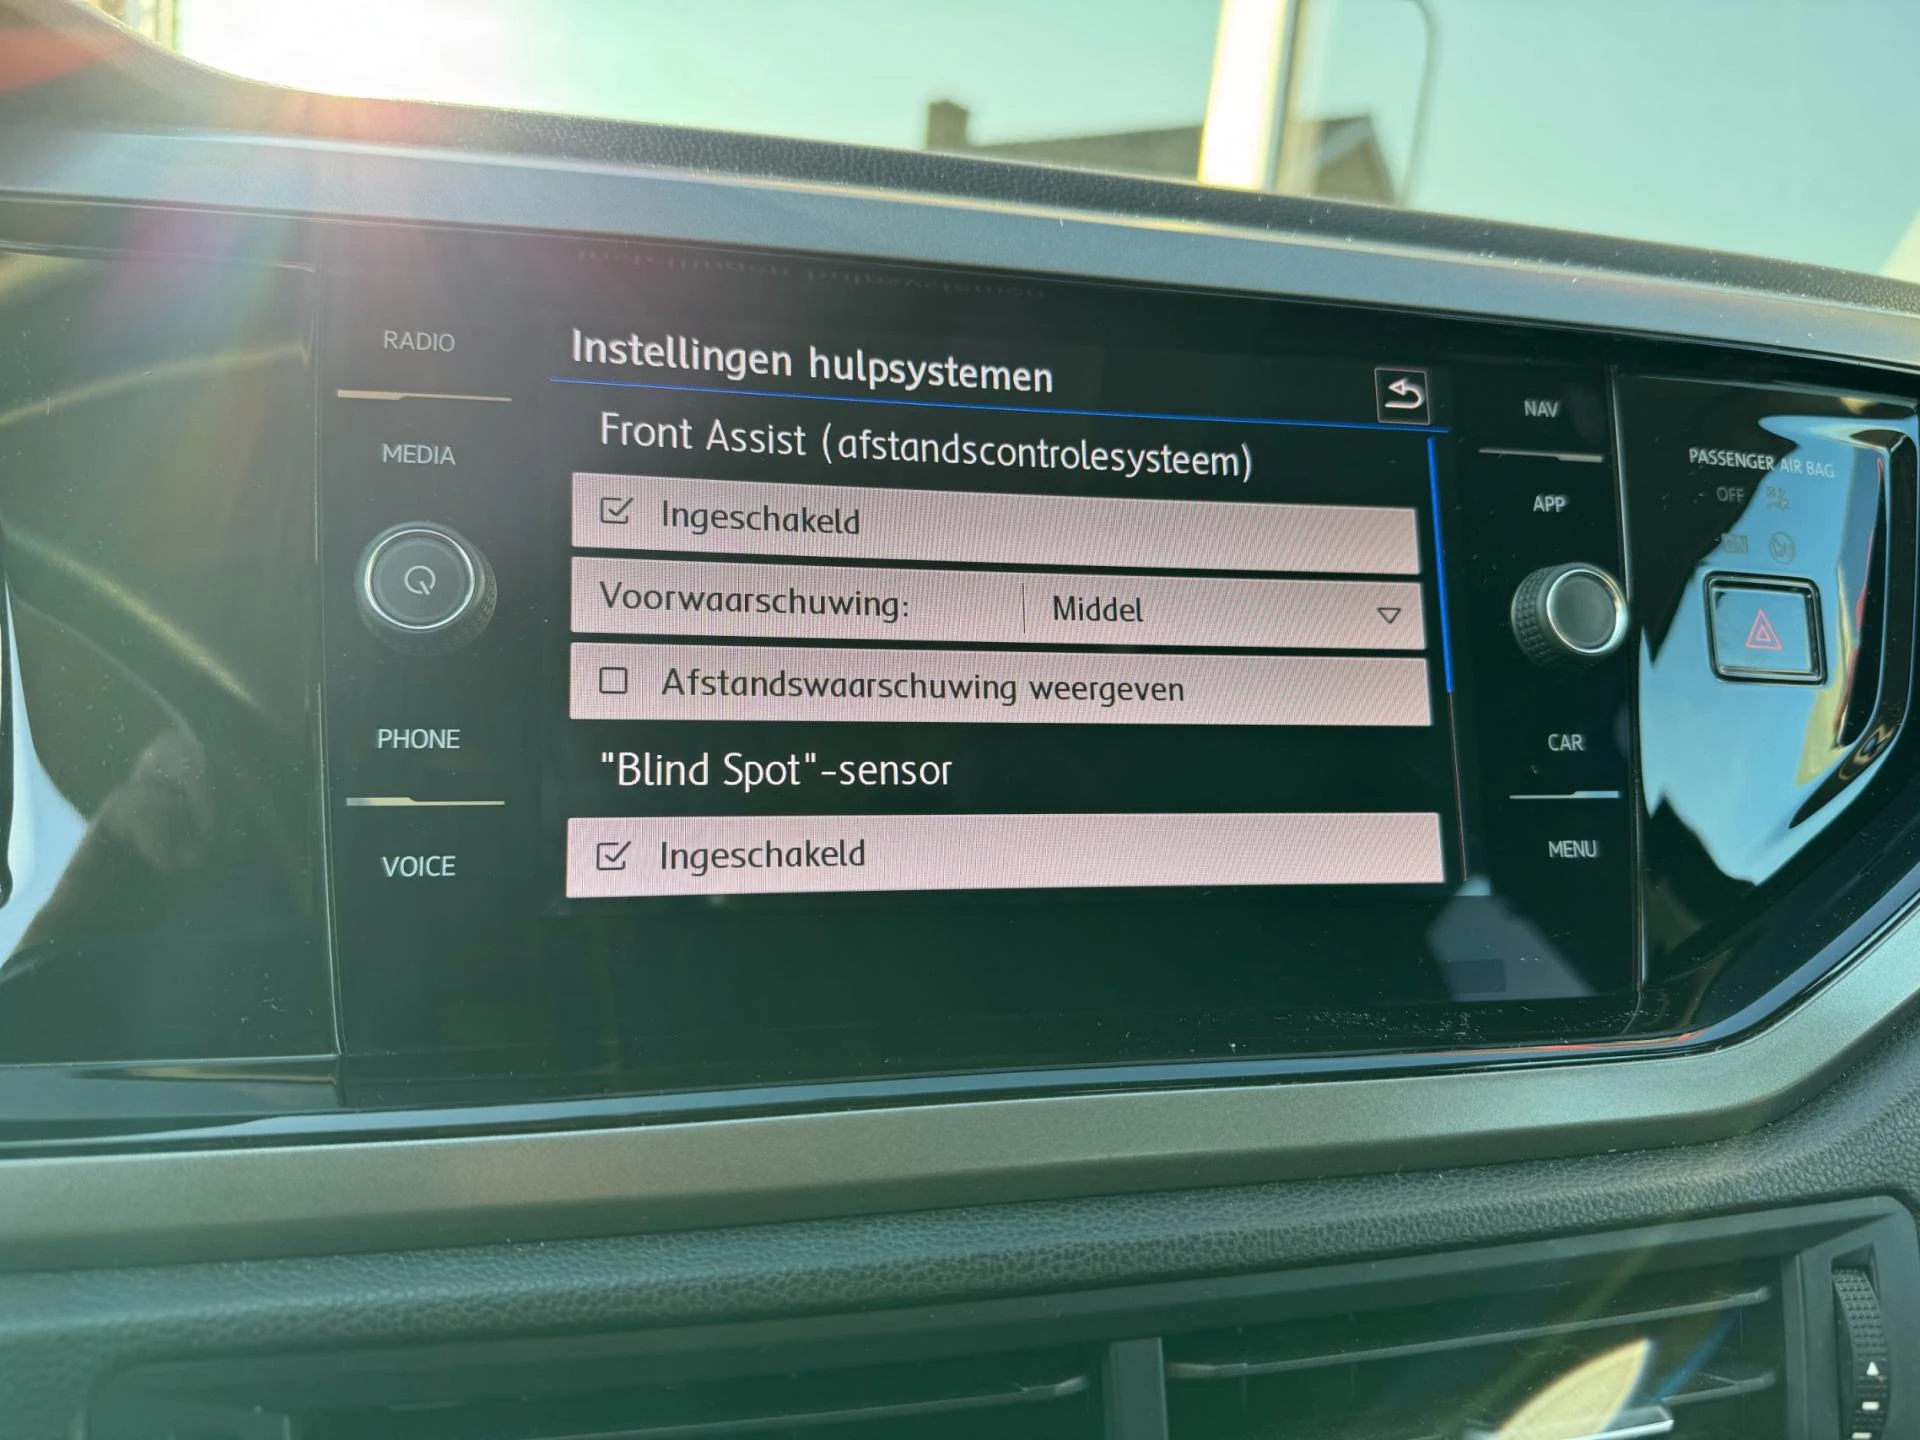 RADIO
MEDIA
PHONE
VOICE
Instellingen hulpsystemen
Front Assist (afstandscontrolesysteem)
Ingeschakeld
Voorwaarschuwing: Middel
Afstandswaarschuwing weergeven
"Blind Spot"-sensor
Ingeschakeld
NAV
APP
CAR
MENU
PASSENGER AIR BAG
OFF
ON